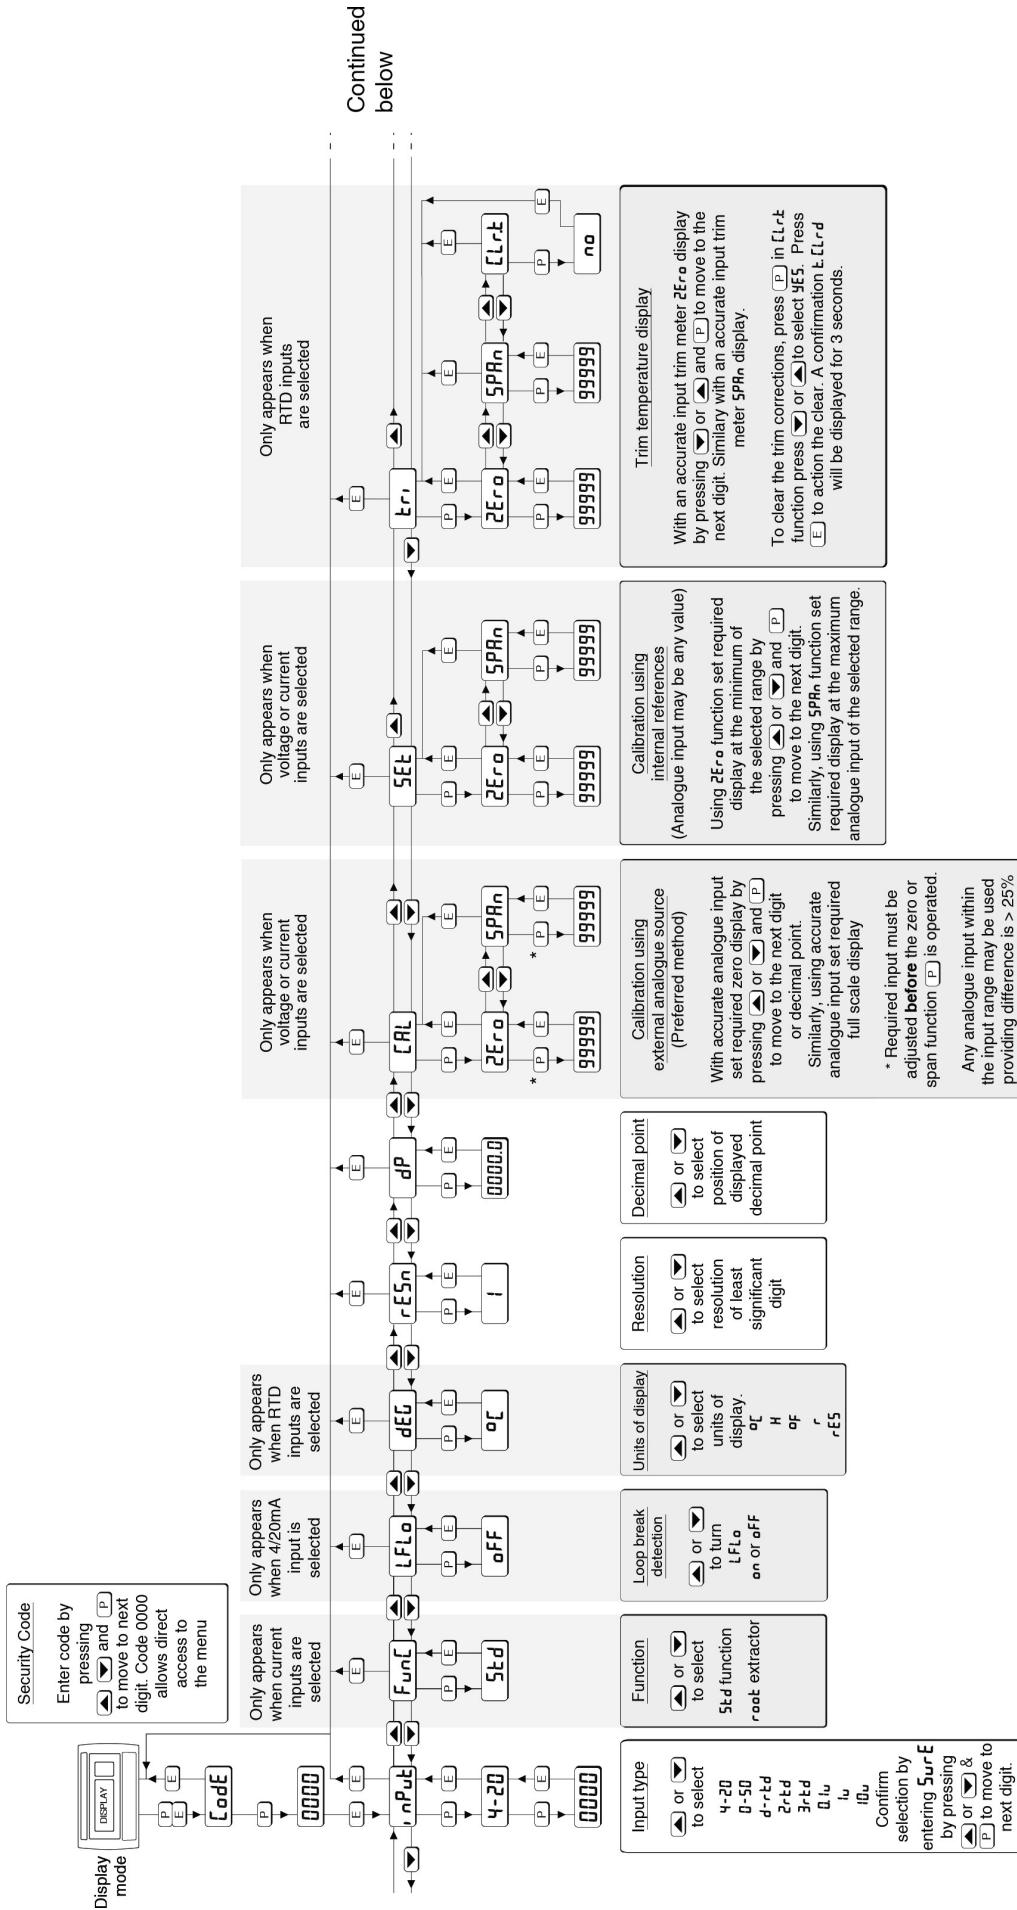 Display
mode
DISPLAY
P
E
E
CodE
P
0000
E
E
inPut
P
E
4-20
P
E
0000
Security Code
Enter code by
pressing
▲ ▼ and P
to move to next
digit. Code 0000
allows direct
access to
the menu
Only appears
when current
inputs are
selected
E
FunC
P
E
Std
Only appears
when 4/20mA
input is
selected
E
LFLo
P
E
oFF
Only appears
when RTD
inputs are
selected
E
dEG
P
E
oC
E
rESn
P
E
1
E
dP
P
E
0000.0
Only appears when
voltage or current
inputs are selected
E
CAL
P
E
E
2Ero
SPAn
*
P
E
*
P
E
99999
99999
Only appears when
voltage or current
inputs are selected
E
SEt
P
E
E
2Ero
SPAn
P
E
P
E
99999
99999
Only appears when
RTD inputs
are selected
E
tri
P
E
E
E
2Ero
SPAn
CLr.t
P
E
P
E
P
E
99999
99999
no
Continued
below
Input type
▲ or ▼
to select
4-20
0-50
d-rtd
2rtd
3rtd
0.1u
1u
10u
Confirm
selection by
entering SurE
by pressing
▲ or ▼ &
P to move to
next digit.
Function
▲ or ▼
to select
Std function
root extractor
Loop break
detection
▲ or ▼
to turn
LFLo
on or oFF
Units of display
▲ or ▼
to select
units of
display.
oC
H
oF
r
rES
Resolution
▲ or ▼
to select
resolution
of least
significant
digit
Decimal point
▲ or ▼
to select
position of
displayed
decimal point
Calibration using
external analogue source
(Preferred method)
With accurate analogue input
set required zero display by
pressing ▲ or ▼ and P
to move to the next digit
or decimal point.
Similarly, using accurate
analogue input set required
full scale display
* Required input must be
adjusted before the zero or
span function P is operated.
Any analogue input within
the input range may be used
providing difference is > 25%
Calibration using
internal references
(Analogue input may be any value)
Using 2Ero function set required
display at the minimum of
the selected range by
pressing ▲ or ▼ and P
to move to the next digit.
Similarly, using SPAn function set
required display at the maximum
analogue input of the selected range.
Trim temperature display
With an accurate input trim meter 2Ero display
by pressing ▼ or ▲ and P to move to the
next digit. Similary with an accurate input trim
meter SPAn display.
To clear the trim corrections, press P in CLr.t
function press ▼ or ▲ to select YES. Press
E to action the clear. A confirmation t.CLrd
will be displayed for 3 seconds.